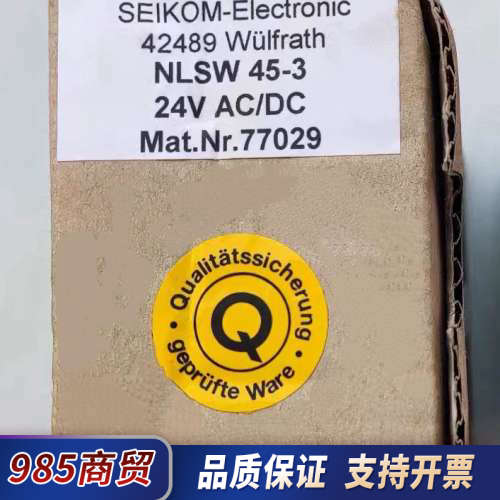 SEIKOM-Electronic
42489 Wülfrath
NLSW 45-3
24V AC/DC
Mat.Nr.77029
• Qualitätssicherung •
Q
geprüfte Ware
985商贸
品质保证 支持开票